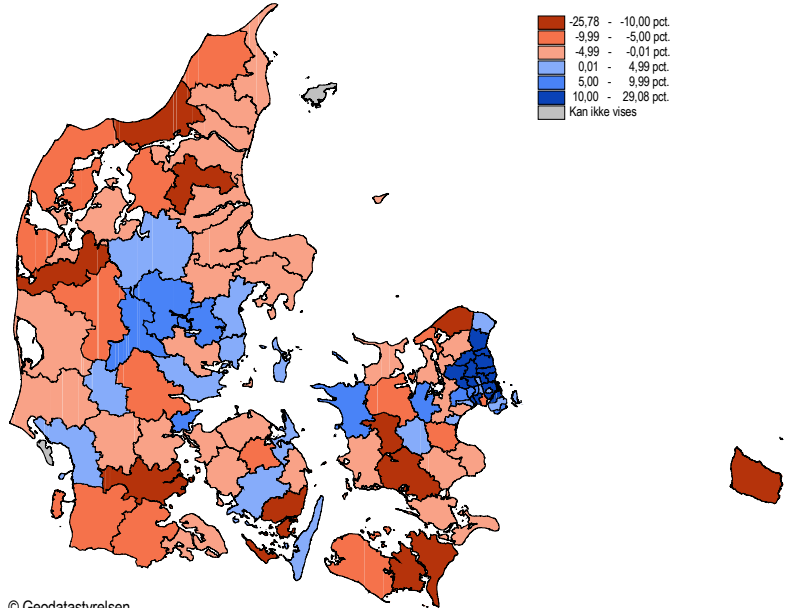 -25,78 - -10,00 pct.
-9,99 - -5,00 pct.
-4,99 - -0,01 pct.
0,01 - 4,99 pct.
5,00 - 9,99 pct.
10,00 - 29,08 pct.
Kan ikke vises
© Geodatastyrelsen